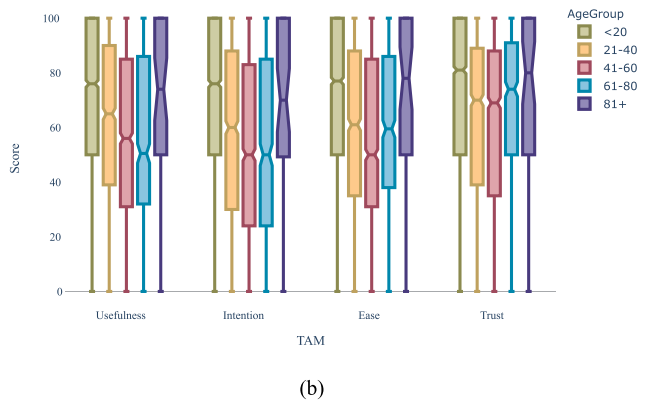 AgeGroup
<20
21-40
41-60
61-80
81+
100
80
60
40
20
0
Score
Usefulness Intention Ease Trust
TAM
(b)